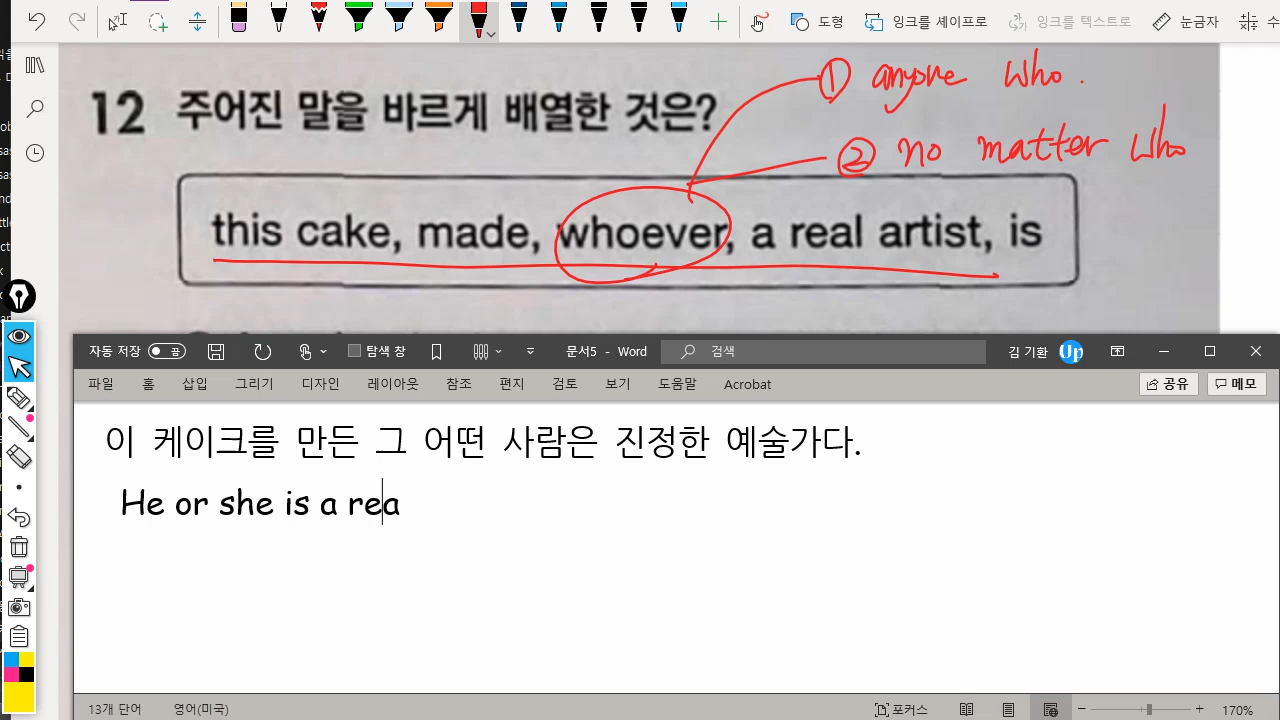 도형
잉크를 셰이프로
잉크를 텍스트로
눈금자
① anyone who.
12 주어진 말을 바르게 배열한 것은?
② no matter who
this cake, made, whoever, a real artist, is
자동 저장
탐색 창
문서5 - Word
검색
김 기환
Up
파일 홈 삽입 그리기 디자인 레이아웃 참조 편지 검토 보기 도움말 Acrobat
공유
메모
이 케이크를 만든 그 어떤 사람은 진정한 예술가다.
He or she is a rea
13개 단어 영어(미국)
포커스
170%